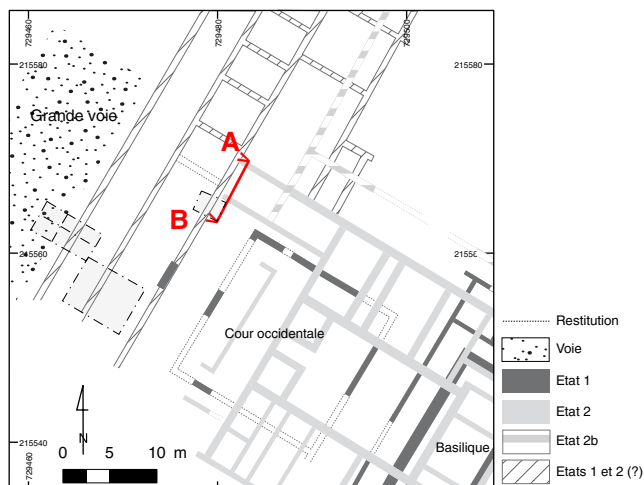 729460
729480
729500
215580
215580
Grande voie
A
B
215560
21556
Cour occidentale
Basilique
215540
729460
N
0 5 10 m
Restitution
Voie
Etat 1
Etat 2
Etat 2b
Etats 1 et 2 (?)